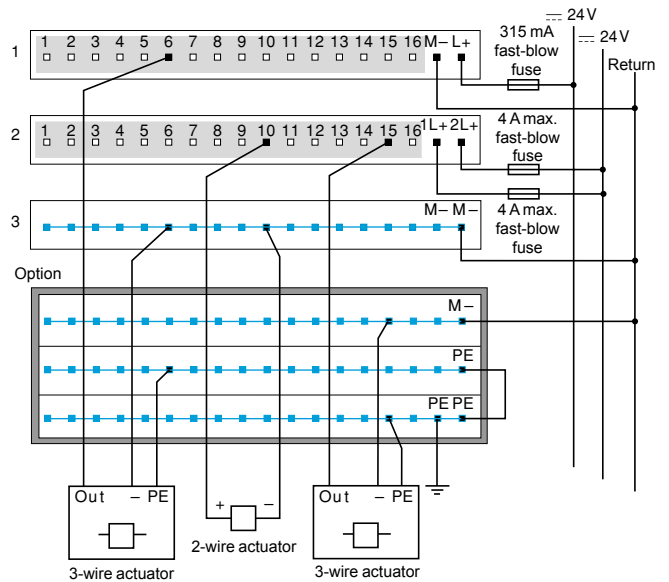 315 mA
fast-blow
fuse
⎓ 24 V
⎓ 24 V
Return
1
1 2 3 4 5 6 7 8 9 10 11 12 13 14 15 16 M– L+
4 A max.
fast-blow
fuse
2
1 2 3 4 5 6 7 8 9 10 11 12 13 14 15 16 1L+ 2L+
3
M– M–
4 A max.
fast-blow
fuse
Option
M–
PE
PE PE
Out – PE
+ –
Out – PE
2-wire actuator
3-wire actuator
3-wire actuator